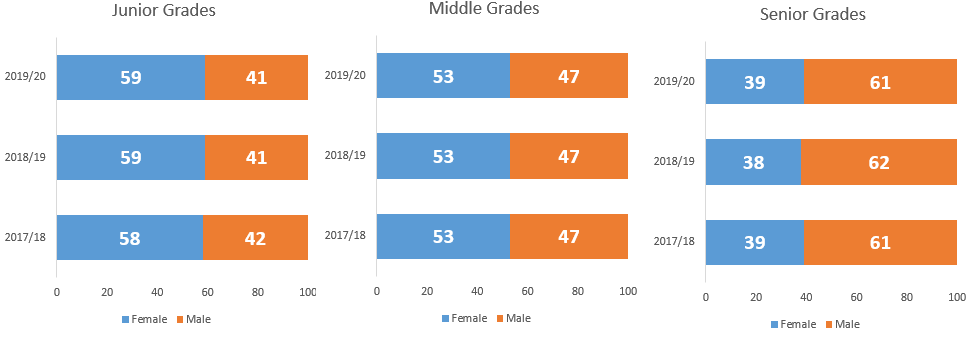 Junior Grades
2019/20 59 41
2018/19 59 41
2017/18 58 42
0 20 40 60 80 100
Female Male
Middle Grades
2019/20 53 47
2018/19 53 47
2017/18 53 47
0 20 40 60 80 100
Female Male
Senior Grades
2019/20 39 61
2018/19 38 62
2017/18 39 61
0 20 40 60 80 100
Female Male